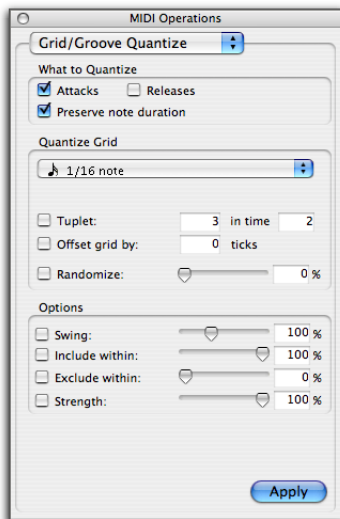 MIDI Operations
Grid/Groove Quantize
What to Quantize
Attacks Releases
Preserve note duration
Quantize Grid
1/16 note
Tuplet: 3 in time 2
Offset grid by: 0 ticks
Randomize: 0 %
Options
Swing: 100 %
Include within: 100 %
Exclude within: 0 %
Strength: 100 %
Apply